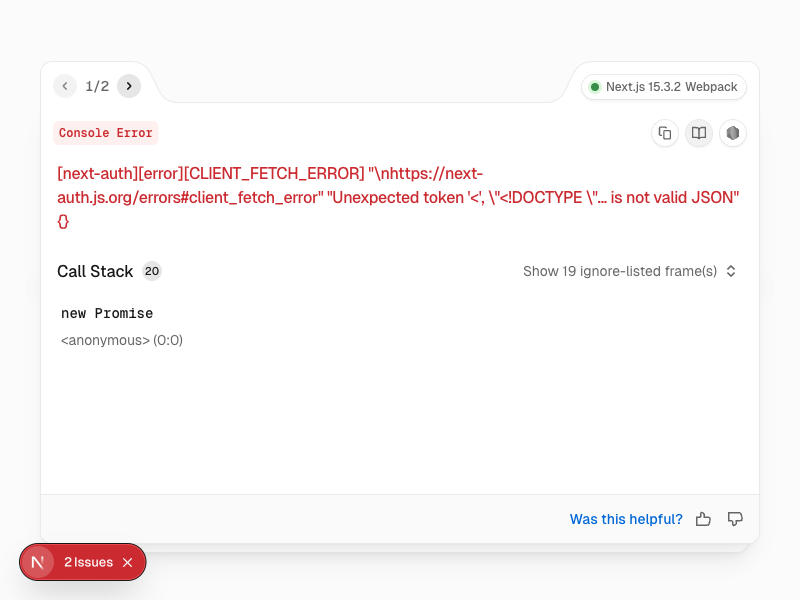 1/2
Next.js 15.3.2 Webpack
Console Error
[next-auth][error][CLIENT_FETCH_ERROR] "\nhttps://next-
auth.js.org/errors#client_fetch_error" "Unexpected token '<', \"<!DOCTYPE \"... is not valid JSON"
{}
Call Stack 20
Show 19 ignore-listed frame(s)
new Promise
<anonymous> (0:0)
Was this helpful?
N 2 Issues